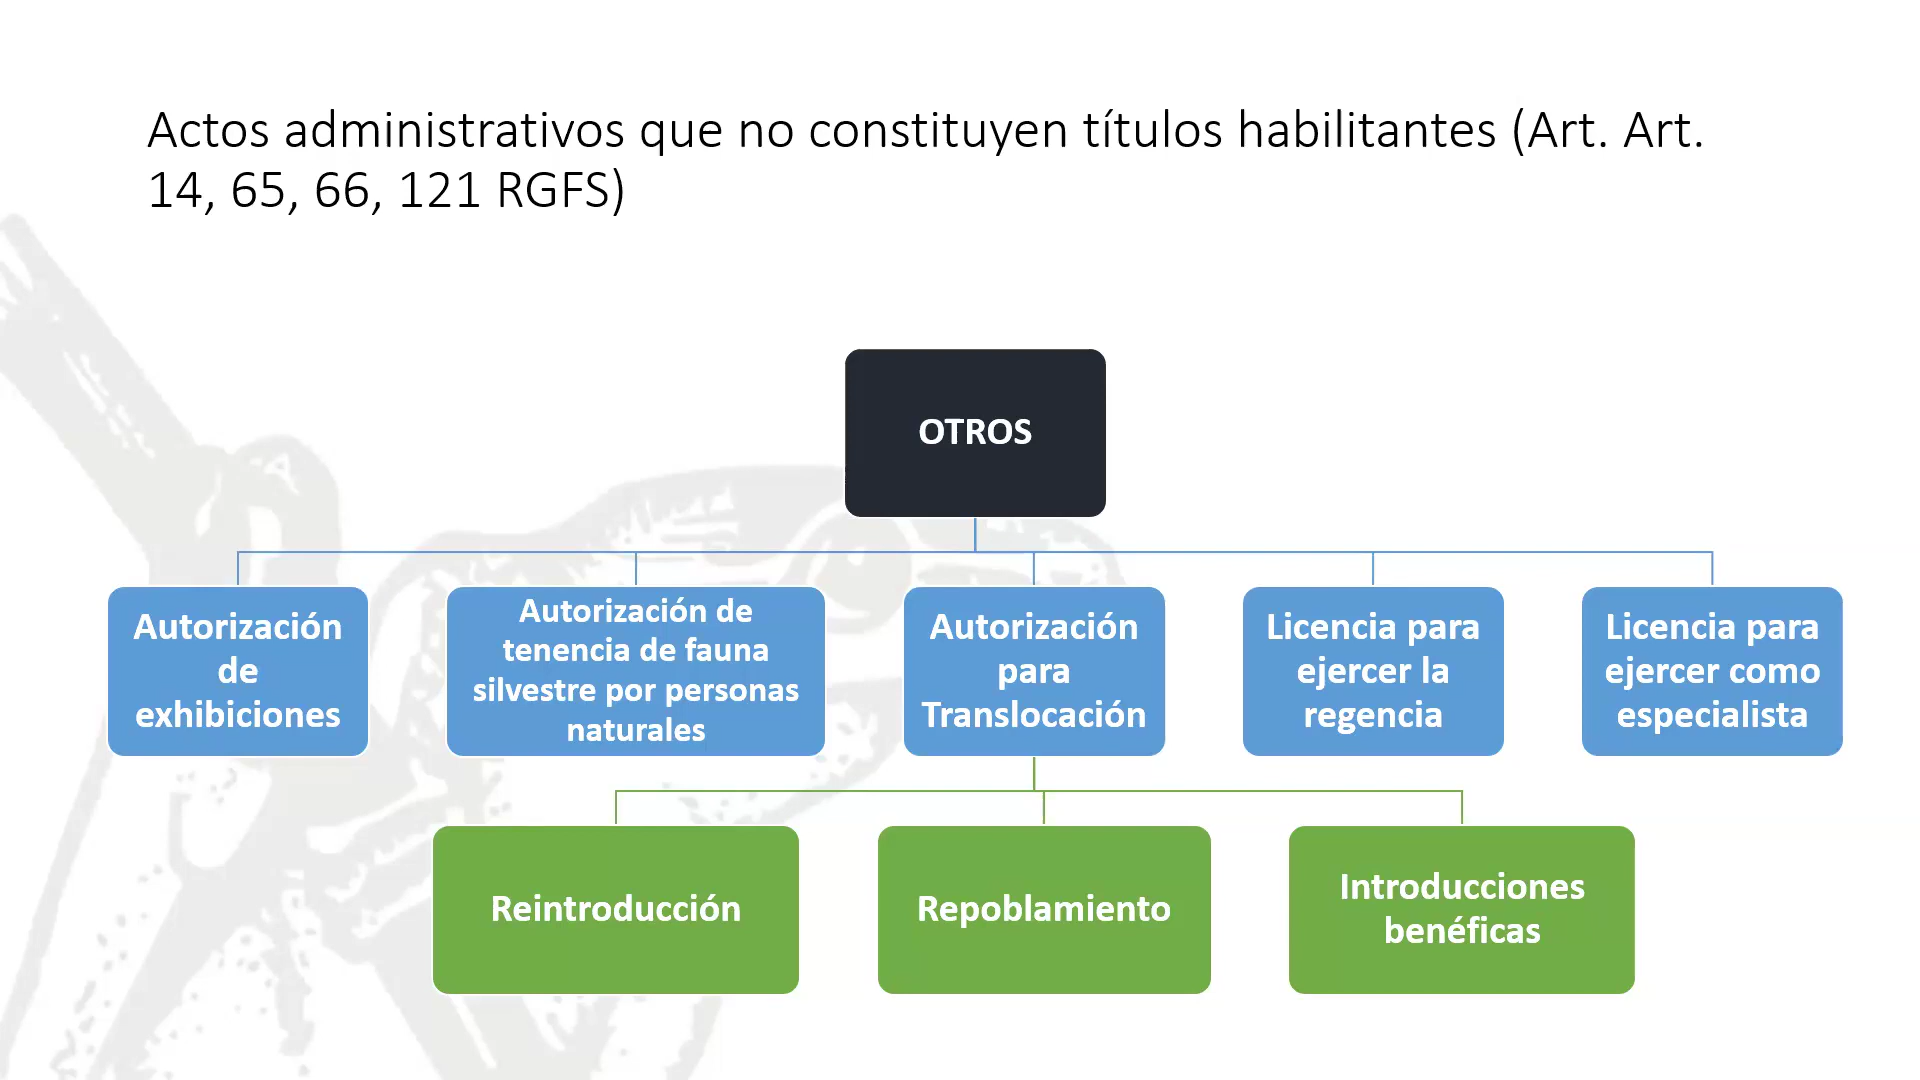 Actos administrativos que no constituyen títulos habilitantes (Art. Art.
14, 65, 66, 121 RGFS)
OTROS
Autorización
de
exhibiciones
Autorización de
tenencia de fauna
silvestre por personas
naturales
Autorización
para
Translocación
Licencia para
ejercer la
regencia
Licencia para
ejercer como
especialista
Reintroducción
Repoblamiento
Introducciones
benéficas